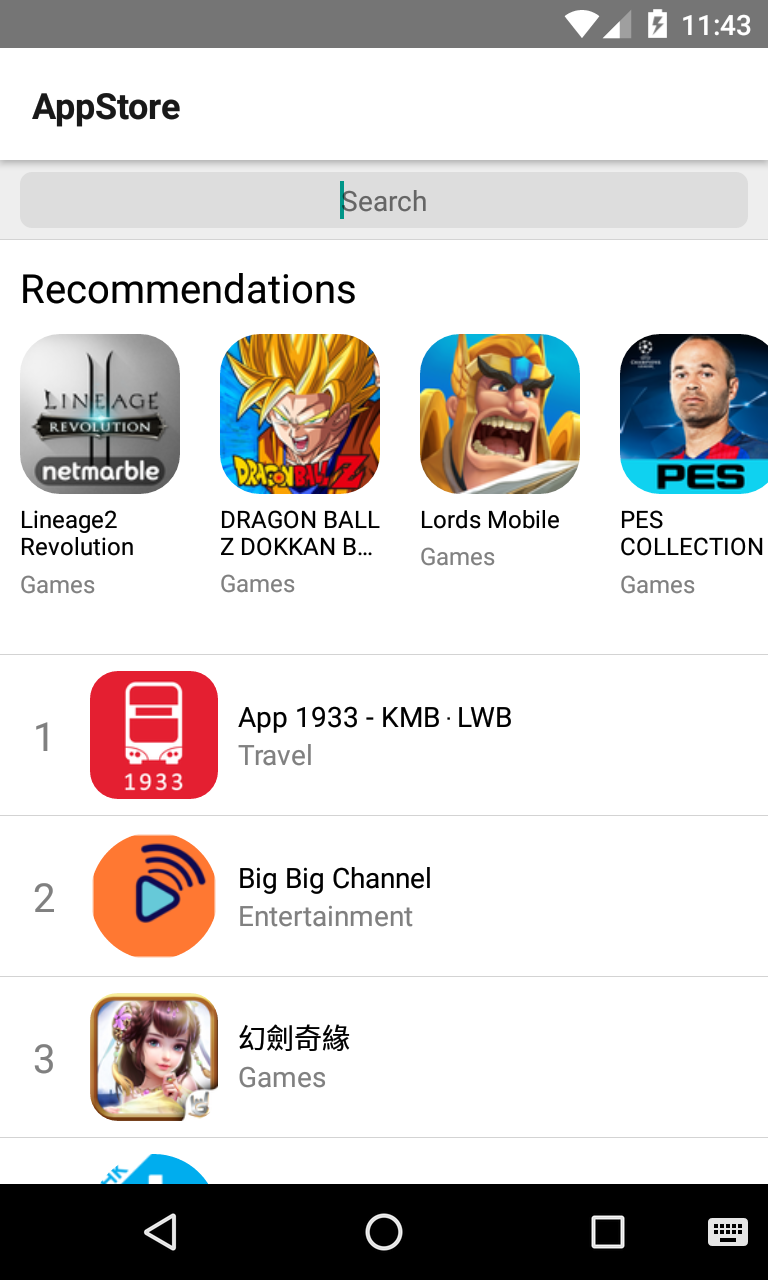 11:43
AppStore
Search
Recommendations
LINEAGE
REVOLUTION
netmarble
DRAGON BALL Z
PES
Lineage2
Revolution
Games
DRAGON BALL
Z DOKKAN B...
Games
Lords Mobile
Games
PES
COLLECTION
Games
1
1933
App 1933 - KMB · LWB
Travel
2
Big Big Channel
Entertainment
3
幻劍奇緣
Games
HK